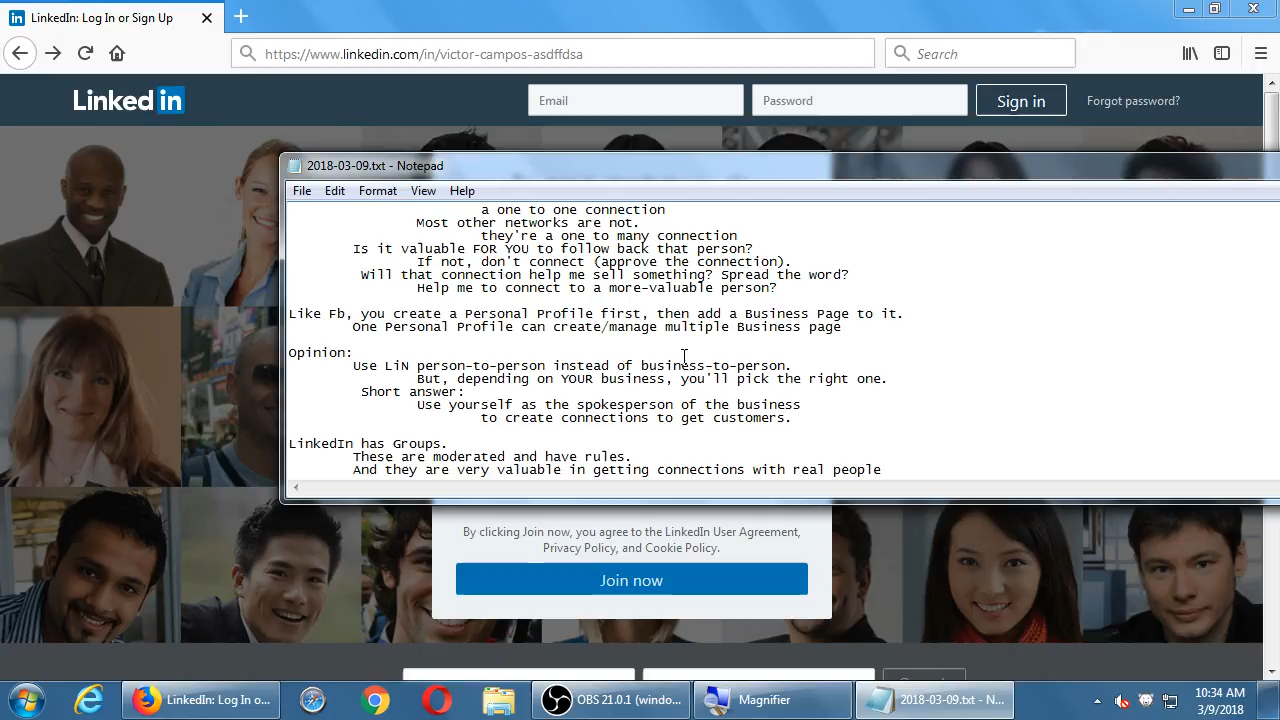 LinkedIn: Log In or Sign Up
https://www.linkedin.com/in/victor-campos-asdffdsa
Search
Linked in
Email
Password
Sign in
Forgot password?
2018-03-09.txt - Notepad
File Edit Format View Help
a one to one connection
Most other networks are not.
they're a one to many connection
Is it valuable FOR YOU to follow back that person?
If not, don't connect (approve the connection).
Will that connection help me sell something? Spread the word?
Help me to connect to a more-valuable person?
Like Fb, you create a Personal Profile first, then add a Business Page to it.
One Personal Profile can create/manage multiple Business page
Opinion:
Use LiN person-to-person instead of business-to-person.
But, depending on YOUR business, you'll pick the right one.
Short answer:
Use yourself as the spokesperson of the business
to create connections to get customers.
LinkedIn has Groups.
These are moderated and have rules.
And they are very valuable in getting connections with real people
By clicking Join now, you agree to the LinkedIn User Agreement,
Privacy Policy, and Cookie Policy.
Join now
LinkedIn: Log In o...
OBS 21.0.1 (windo...
Magnifier
2018-03-09.txt - N...
10:34 AM
3/9/2018